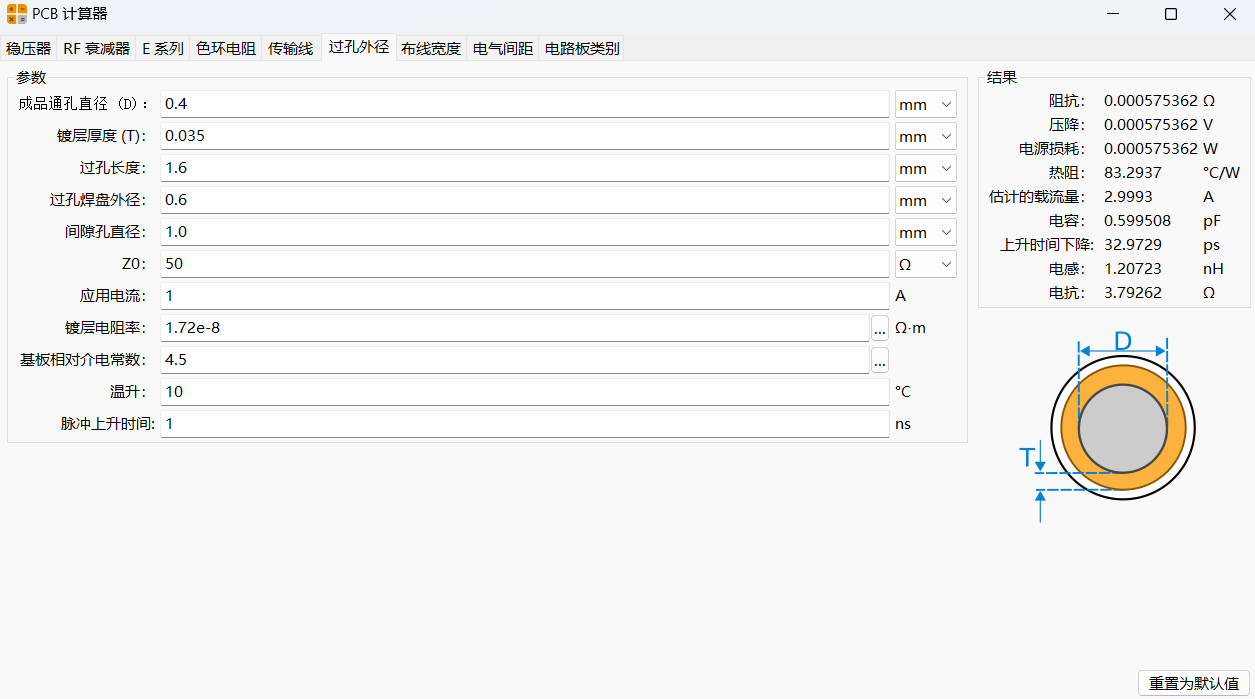 PCB 计算器
稳压器 RF 衰减器 E 系列 色环电阻 传输线 过孔外径 布线宽度 电气间距 电路板类别
参数
成品通孔直径 (D)： 0.4 mm
镀层厚度 (T)： 0.035 mm
过孔长度： 1.6 mm
过孔焊盘外径： 0.6 mm
间隙孔直径： 1.0 mm
Z0： 50 Ω
应用电流： 1 A
镀层电阻率： 1.72e-8 ... Ω·m
基板相对介电常数： 4.5 ...
温升： 10 °C
脉冲上升时间: 1 ns
结果
阻抗： 0.000575362 Ω
压降： 0.000575362 V
电源损耗： 0.000575362 W
热阻： 83.2937 °C/W
估计的载流量： 2.9993 A
电容： 0.599508 pF
上升时间下降: 32.9729 ps
电感： 1.20723 nH
电抗： 3.79262 Ω
D
T
重置为默认值